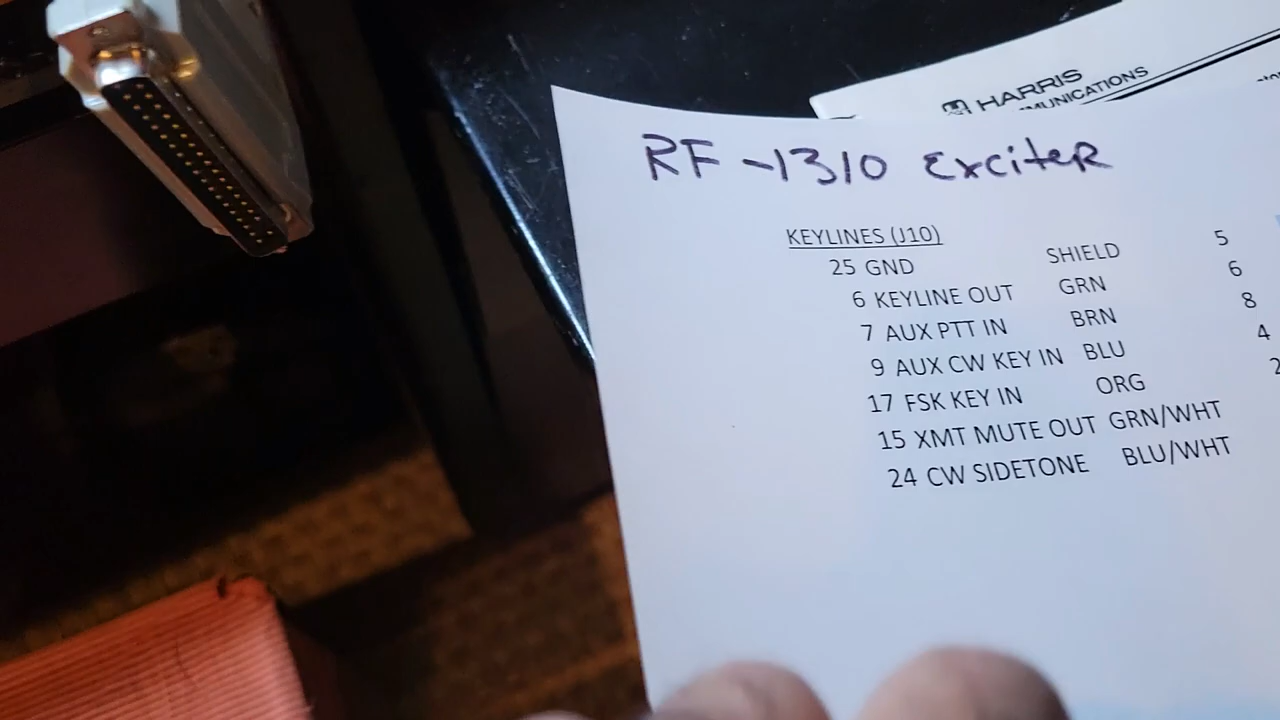 HARRIS
MUNICATIONS
RF-1310 Exciter
KEYLINES (J10)
25 GND SHIELD 5
6 KEYLINE OUT GRN 6
7 AUX PTT IN BRN 8
9 AUX CW KEY IN BLU 4
17 FSK KEY IN ORG 2
15 XMT MUTE OUT GRN/WHT
24 CW SIDETONE BLU/WHT